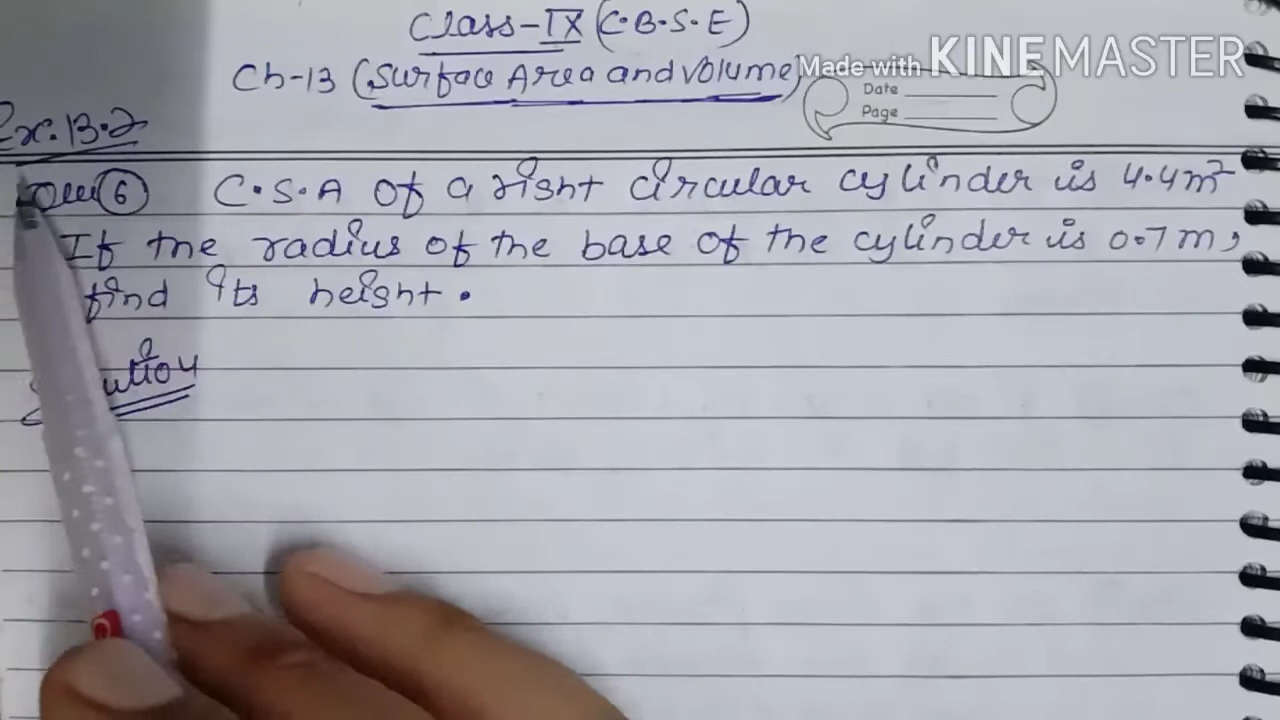 Class-IX (C.B.S.E)
Ch-13 (Surface Area and Volume)
Made with KINEMASTER
Date
Page
Ex.13.2
Que 6 C.S.A of a right circular cylinder is 4.4m²
If the radius of the base of the cylinder is 0.7m,
find its height.